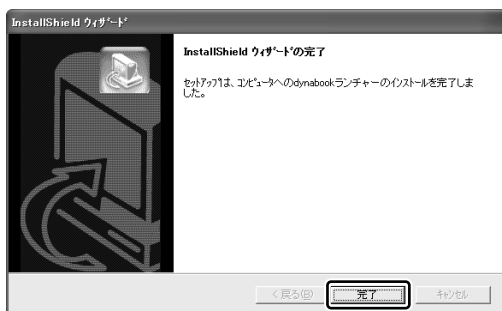 InstallShield ウィザード
InstallShield ウィザードの完了
セットアップは、コンピュータへのdynabookランチャーのインストールを完了しま
した。
< 戻る(B)
完了
キャンセル